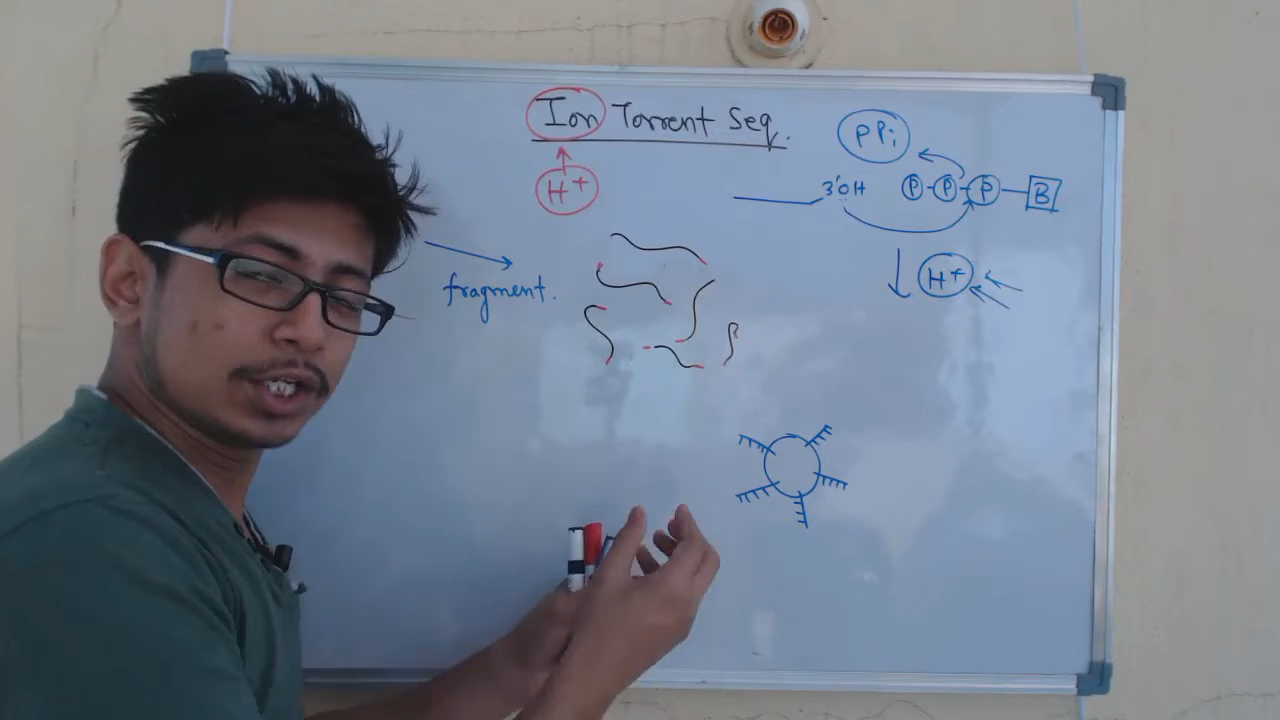 Ion Torrent Seq.
H+
PPi
3'OH P-P-P-B
H+
fragment.